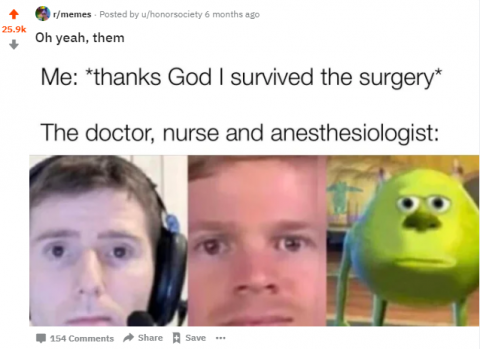 r/memes · Posted by u/honorsociety 6 months ago
25.9k
Oh yeah, them
Me: *thanks God I survived the surgery*
The doctor, nurse and anesthesiologist:
154 Comments Share Save ...